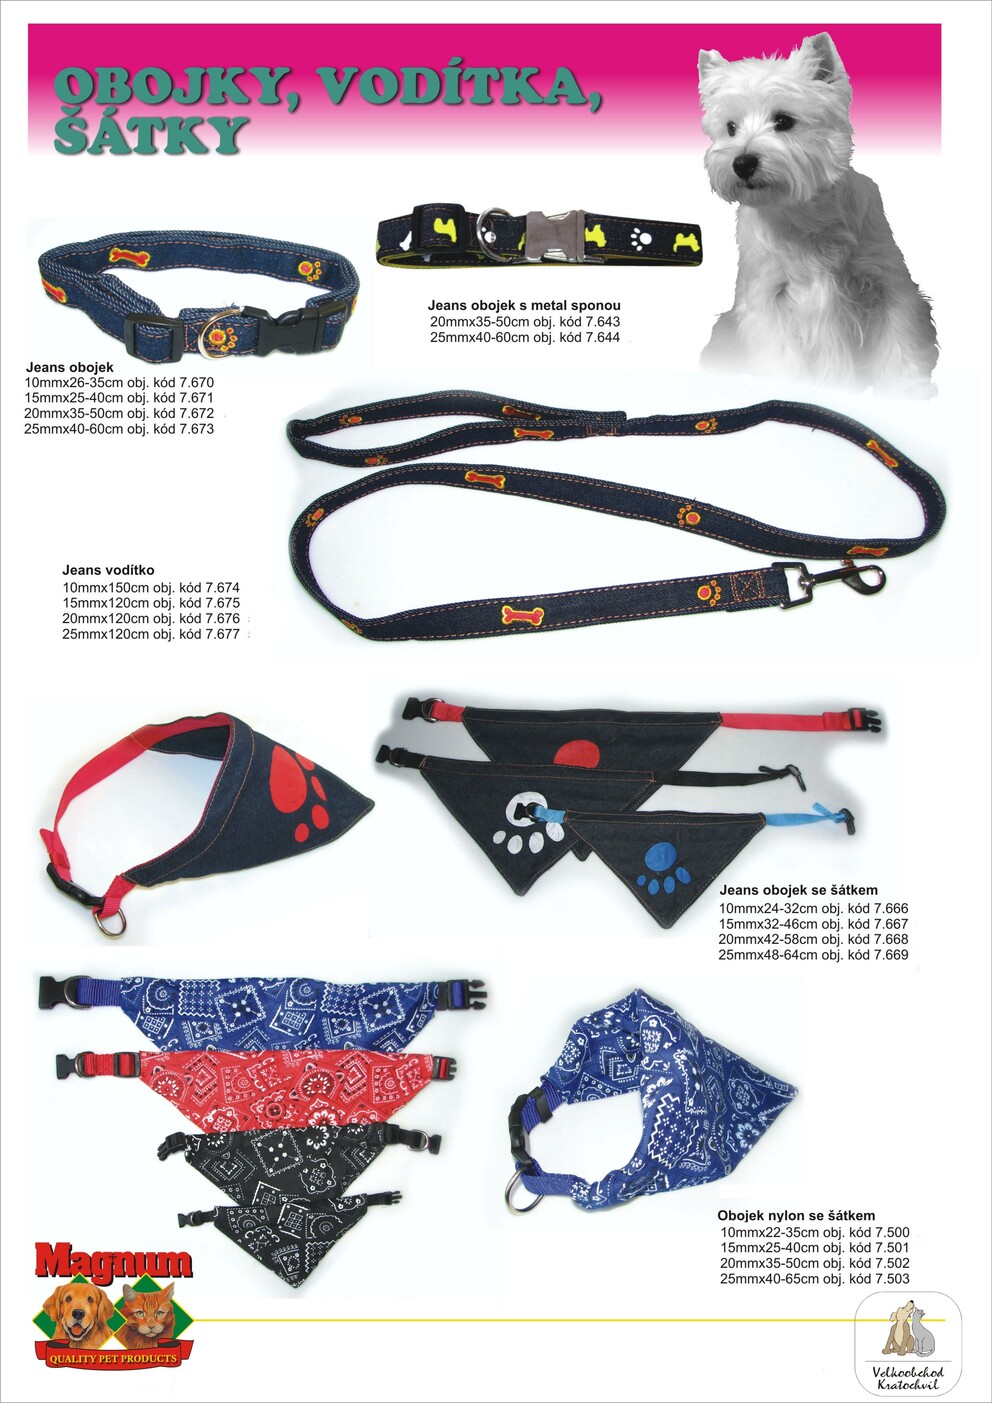 OBOJKY, VODÍTKA,
ŠÁTKY
Jeans obojek s metal sponou
20mmx35-50cm obj. kód 7.643
25mmx40-60cm obj. kód 7.644
Jeans obojek
10mmx26-35cm obj. kód 7.670
15mmx25-40cm obj. kód 7.671
20mmx35-50cm obj. kód 7.672
25mmx40-60cm obj. kód 7.673
Jeans vodítko
10mmx150cm obj. kód 7.674
15mmx120cm obj. kód 7.675
20mmx120cm obj. kód 7.676
25mmx120cm obj. kód 7.677
Jeans obojek se šátkem
10mmx24-32cm obj. kód 7.666
15mmx32-46cm obj. kód 7.667
20mmx42-58cm obj. kód 7.668
25mmx48-64cm obj. kód 7.669
Obojek nylon se šátkem
10mmx22-35cm obj. kód 7.500
15mmx25-40cm obj. kód 7.501
20mmx35-50cm obj. kód 7.502
25mmx40-65cm obj. kód 7.503
Magnum
QUALITY PET PRODUCTS
Velkoobchod
Kratochvíl